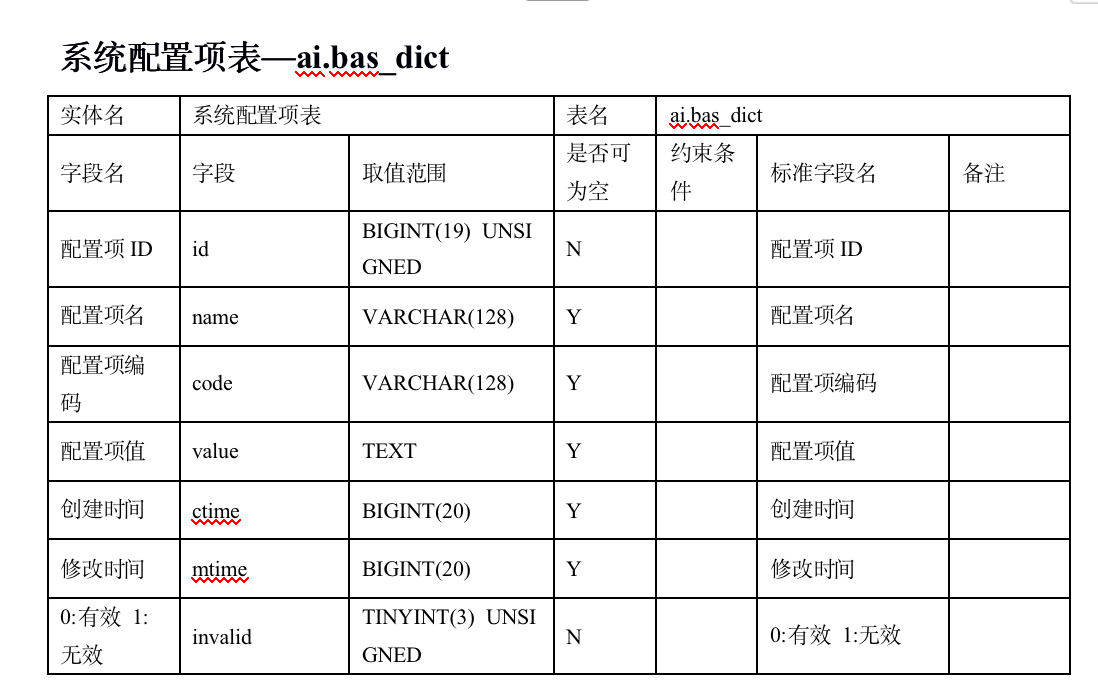 系统配置项表—ai.bas_dict
实体名 系统配置项表 表名 ai.bas_dict
字段名 字段 取值范围 是否可
为空 约束条
件 标准字段名 备注
配置项 ID id BIGINT(19) UNSI
GNED N 配置项 ID
配置项名 name VARCHAR(128) Y 配置项名
配置项编
码 code VARCHAR(128) Y 配置项编码
配置项值 value TEXT Y 配置项值
创建时间 ctime BIGINT(20) Y 创建时间
修改时间 mtime BIGINT(20) Y 修改时间
0:有效 1:
无效 invalid TINYINT(3) UNSI
GNED N 0:有效 1:无效